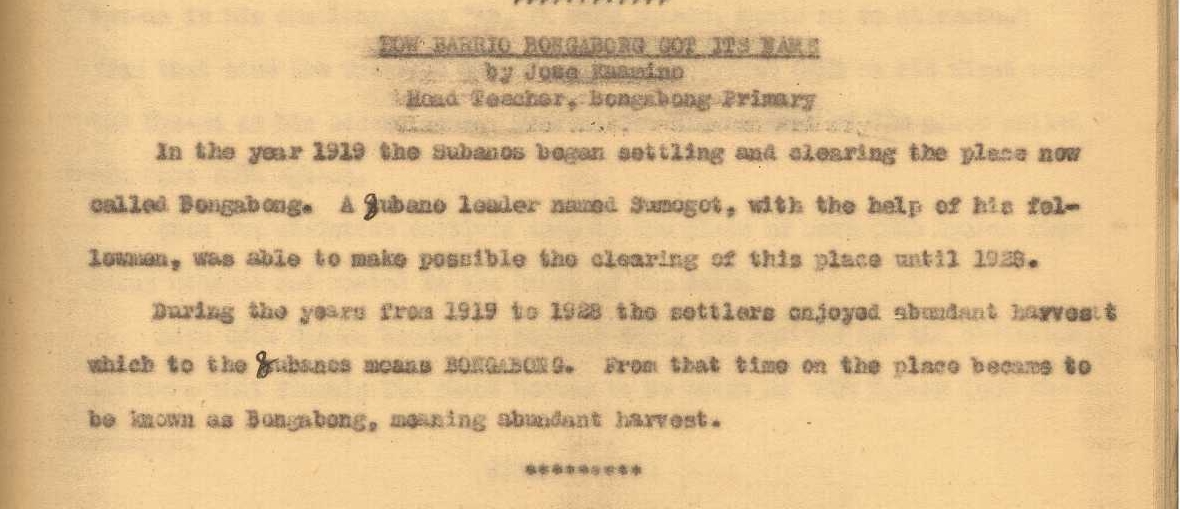 HOW BARRIO BONGABONG GOT ITS NAME
by Jose
Head Teacher, Bongabong Primary
In the year 1919 the Subanos began settling and clearing the place now
called Bongabong. A Subano leader named Sumogot, with the help of his fol-
lowmen, was able to make possible the clearing of this place until 1928.
During the years from 1919 to 1928 the settlers enjoyed abundant harvest
which to the Subanos means BONGABONG. From that time on the place became to
be known as Bongabong, meaning abundant harvest.
**********